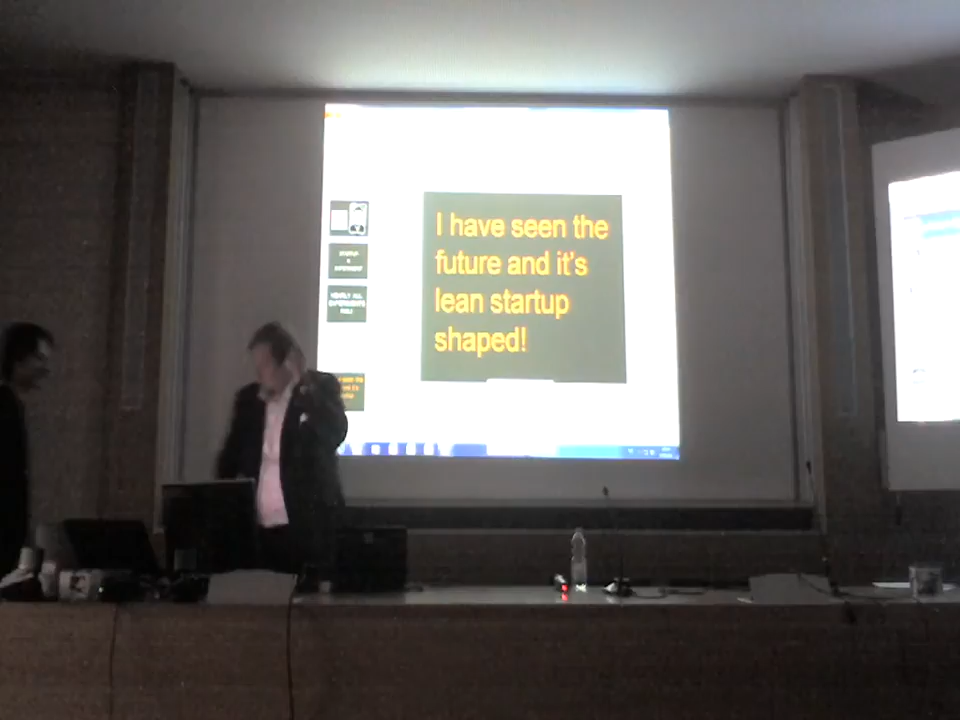 I have seen the
future and it's
lean startup
shaped!